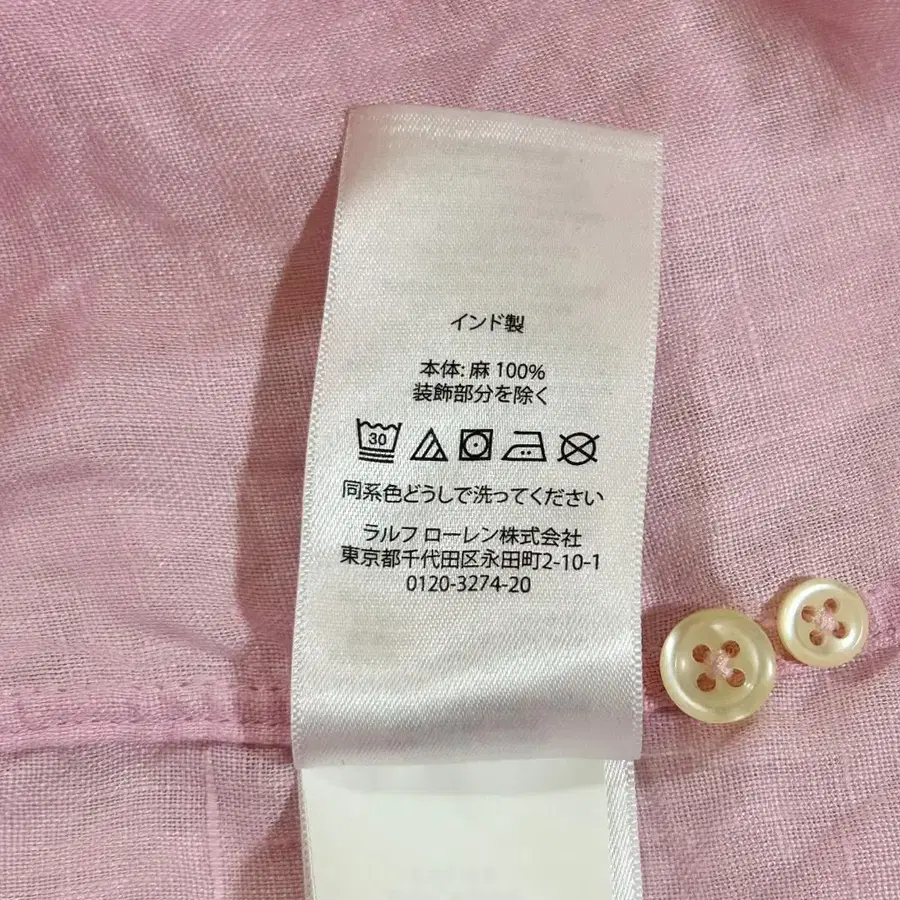 インド製
本体: 麻 100%
装飾部分を除く
30
同系色どうしで洗ってください
ラルフ ローレン株式会社
東京都千代田区永田町2-10-1
0120-3274-20